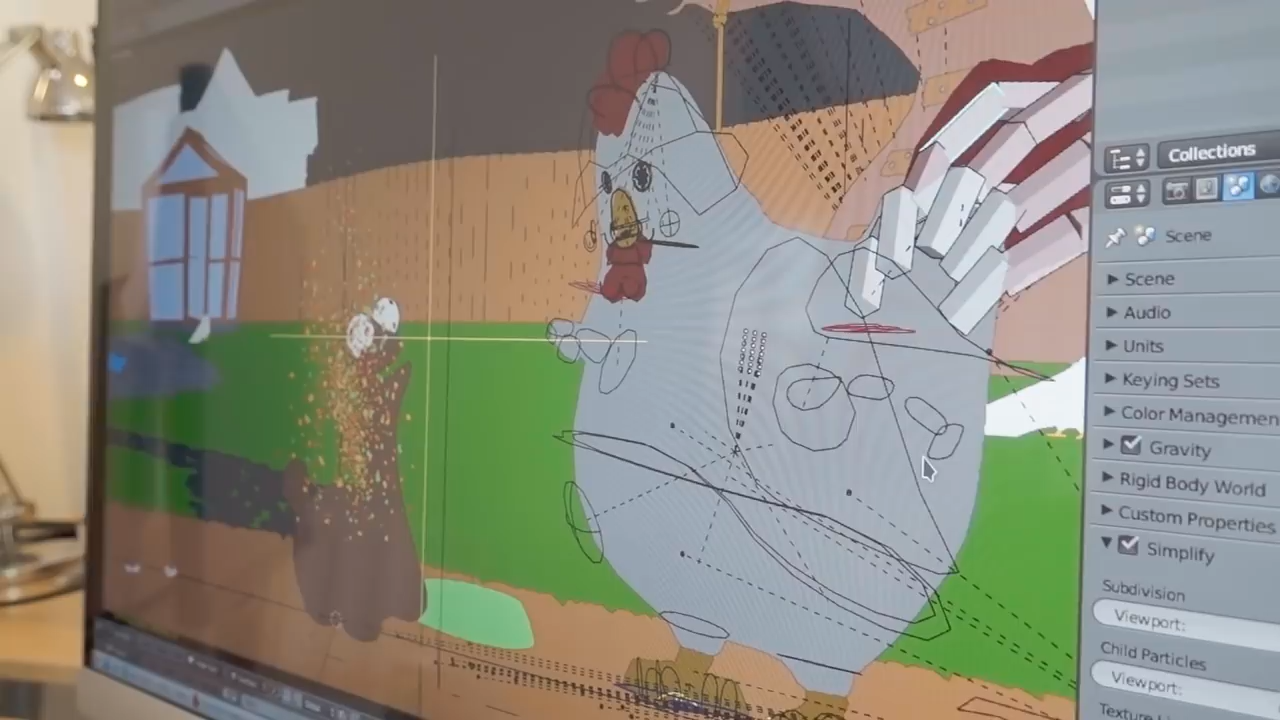 Collections
Scene
Scene
Audio
Units
Keying Sets
Color Managemen
Gravity
Rigid Body World
Custom Properties
Simplify
Subdivision
Viewport:
Child Particles
Viewport: